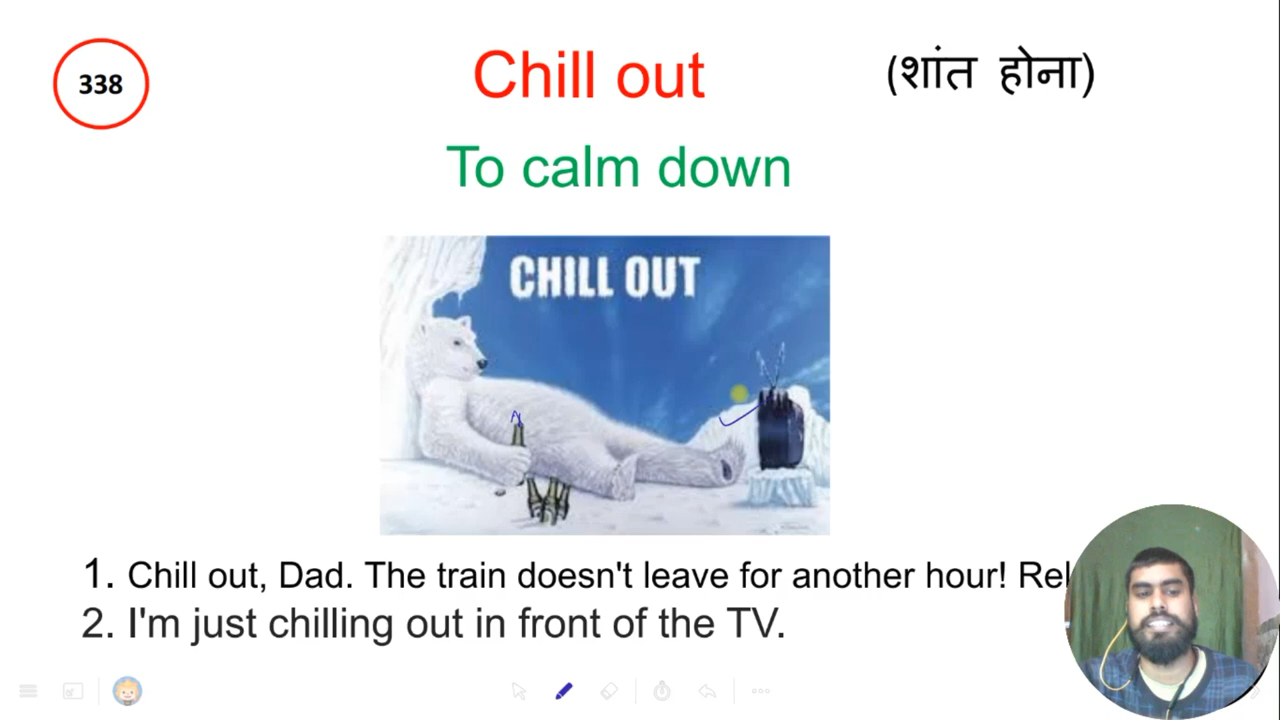 338
Chill out
(शांत होना)
To calm down
CHILL OUT
1. Chill out, Dad. The train doesn't leave for another hour!
2. I'm just chilling out in front of the TV.